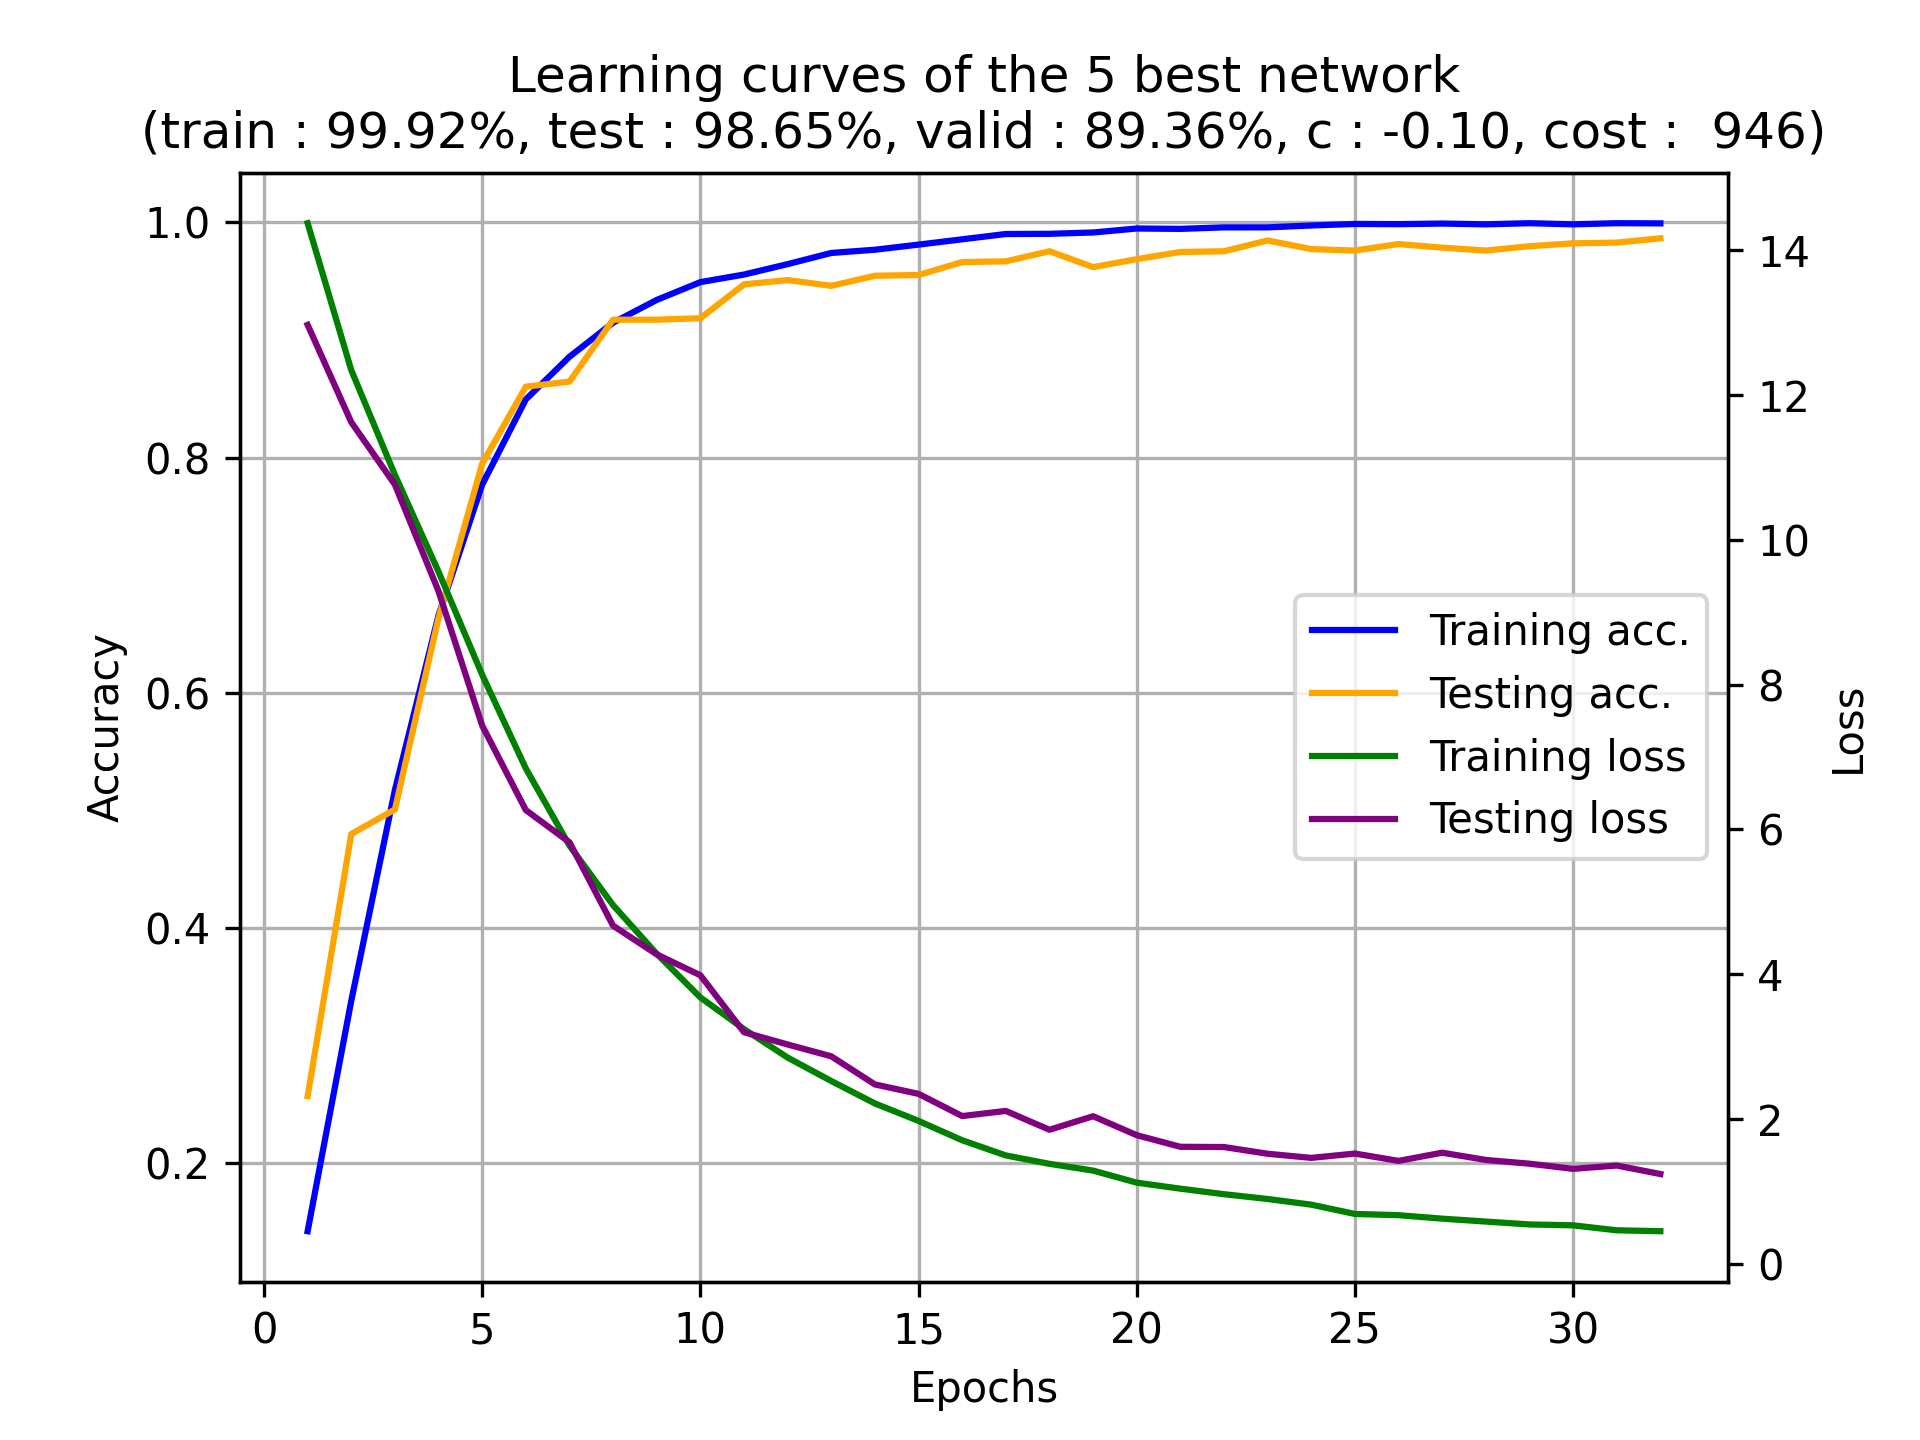 Learning curves of the 5 best network
(train : 99.92%, test : 98.65%, valid : 89.36%, c : -0.10, cost :  946)
1.0
0.8
0.6
0.4
0.2
Accuracy
14
12
10
8
6
4
2
0
Loss
Training acc.
Testing acc.
Training loss
Testing loss
0 5 10 15 20 25 30
Epochs